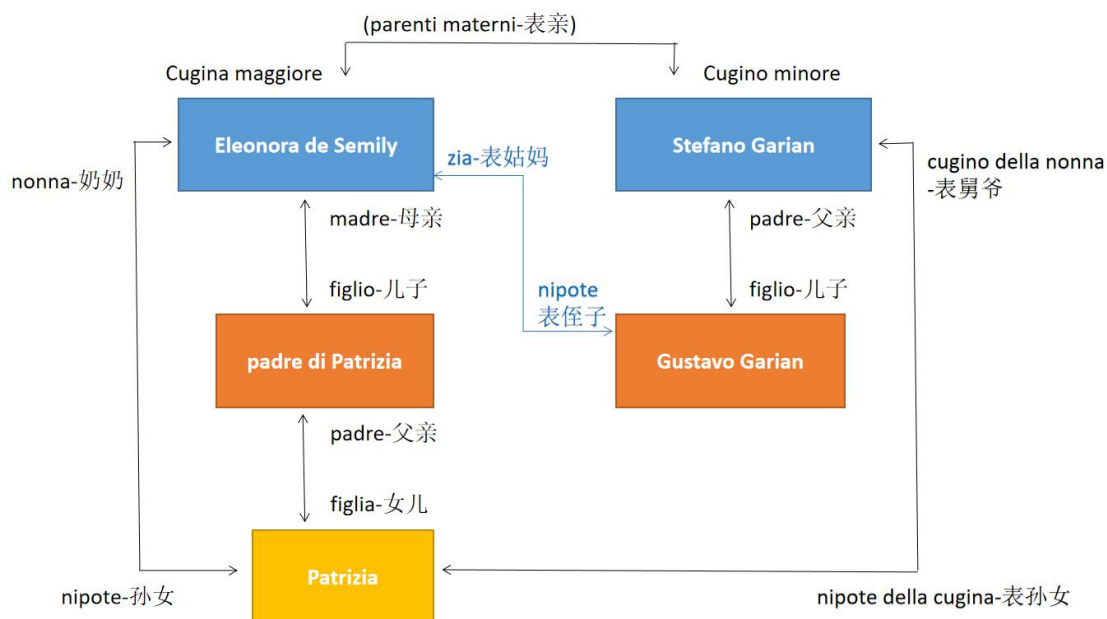 (parenti materni-表亲)
Cugina maggiore
Cugino minore
Eleonora de Semily
Stefano Garian
zia-表姑妈
nonna-奶奶
cugino della nonna
-表舅爷
madre-母亲
padre-父亲
figlio-儿子
nipote
表侄子
figlio-儿子
padre di Patrizia
Gustavo Garian
padre-父亲
figlia-女儿
Patrizia
nipote-孙女
nipote della cugina-表孙女